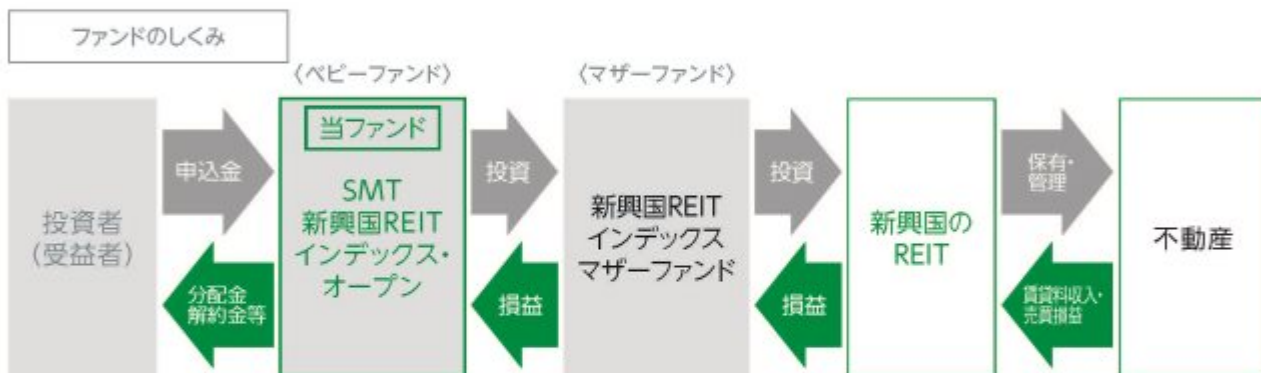 ファンドのしくみ
〈ベビーファンド〉
〈マザーファンド〉
投資者
(受益者)
申込金
分配金
解約金等
当ファンド
SMT
新興国REIT
インデックス・
オープン
投資
損益
新興国REIT
インデックス
マザーファンド
投資
損益
新興国の
REIT
保有・
管理
賃貸料収入・
売買損益
不動産